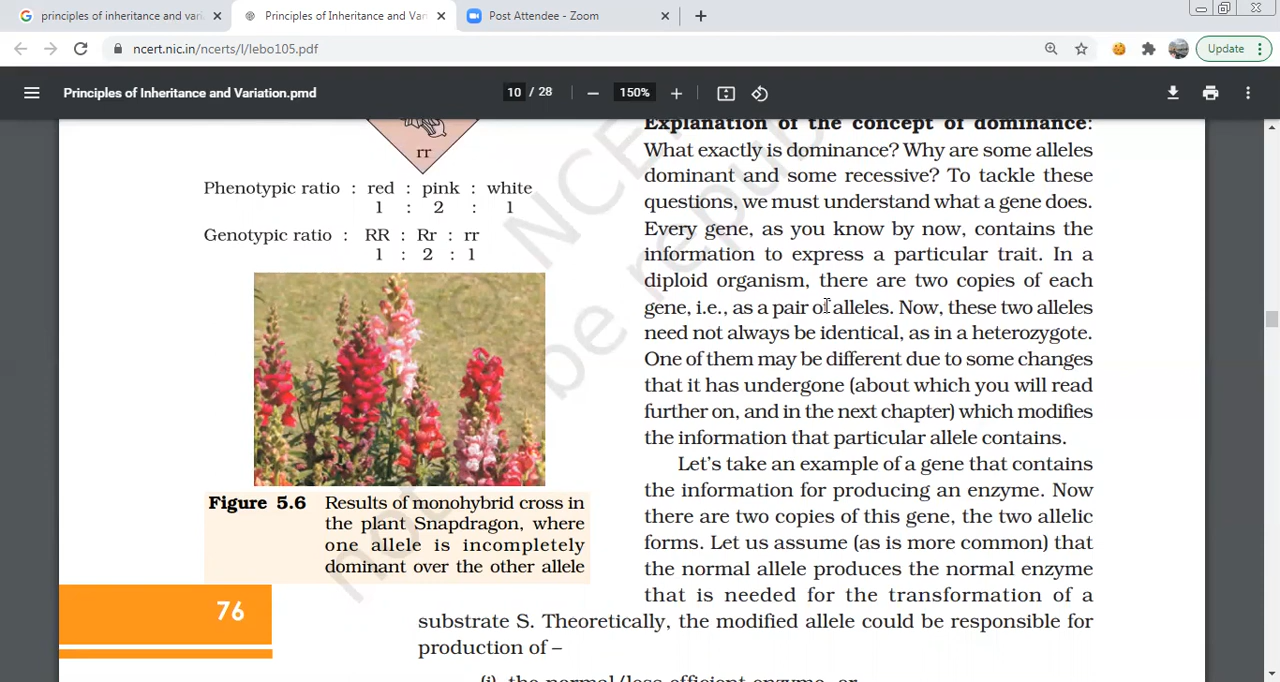 principles of inheritance and vari
Principles of Inheritance and Var
Post Attendee - Zoom
ncert.nic.in/ncerts/l/lebo105.pdf
Update
Principles of Inheritance and Variation.pmd
10 / 28
150%
rr
Phenotypic ratio : red : pink : white
1 : 2 : 1
Genotypic ratio : RR : Rr : rr
1 : 2 : 1
Figure 5.6 Results of monohybrid cross in
the plant Snapdragon, where
one allele is incompletely
dominant over the other allele
76
Explanation of the concept of dominance:
What exactly is dominance? Why are some alleles
dominant and some recessive? To tackle these
questions, we must understand what a gene does.
Every gene, as you know by now, contains the
information to express a particular trait. In a
diploid organism, there are two copies of each
gene, i.e., as a pair of alleles. Now, these two alleles
need not always be identical, as in a heterozygote.
One of them may be different due to some changes
that it has undergone (about which you will read
further on, and in the next chapter) which modifies
the information that particular allele contains.
Let's take an example of a gene that contains
the information for producing an enzyme. Now
there are two copies of this gene, the two allelic
forms. Let us assume (as is more common) that
the normal allele produces the normal enzyme
that is needed for the transformation of a
substrate S. Theoretically, the modified allele could be responsible for
production of –
(i) the normal/less efficient enzyme, or
not be repub
© NCE